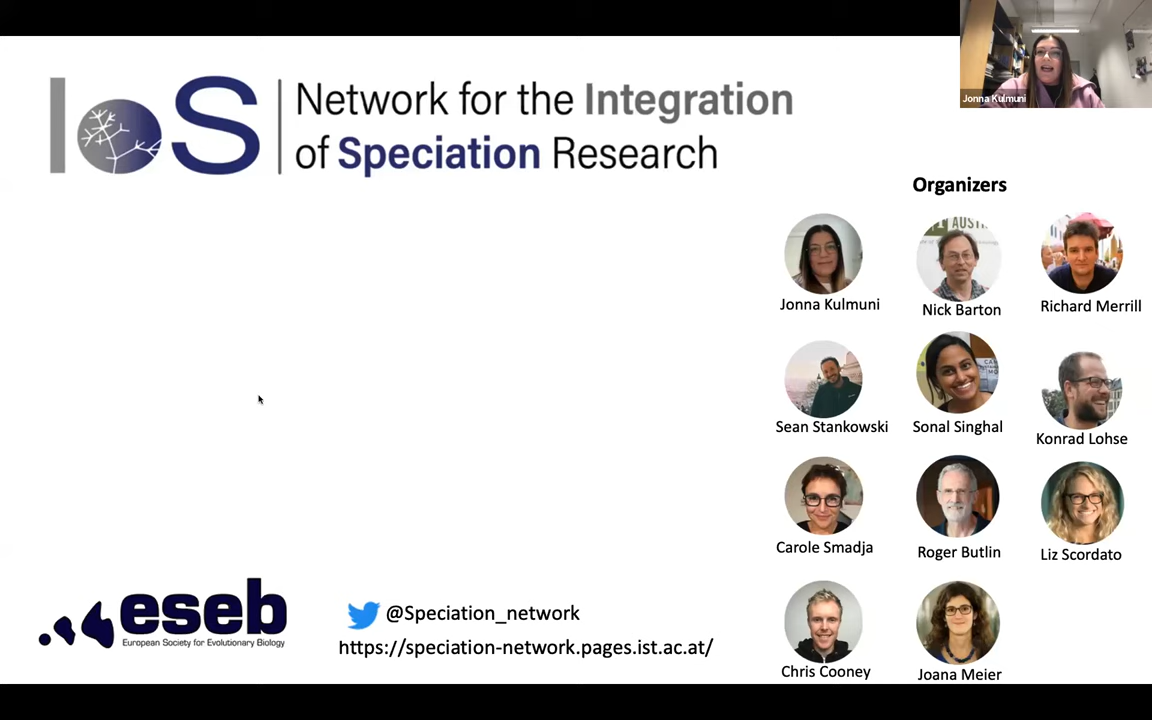 Jonna Kulmuni
IoS
Network for the Integration
of Speciation Research
Organizers
Jonna Kulmuni
Nick Barton
Richard Merrill
Sean Stankowski
Sonal Singhal
Konrad Lohse
Carole Smadja
Roger Butlin
Liz Scordato
Chris Cooney
Joana Meier
eseb
European Society for Evolutionary Biology
@Speciation_network
https://speciation-network.pages.ist.ac.at/